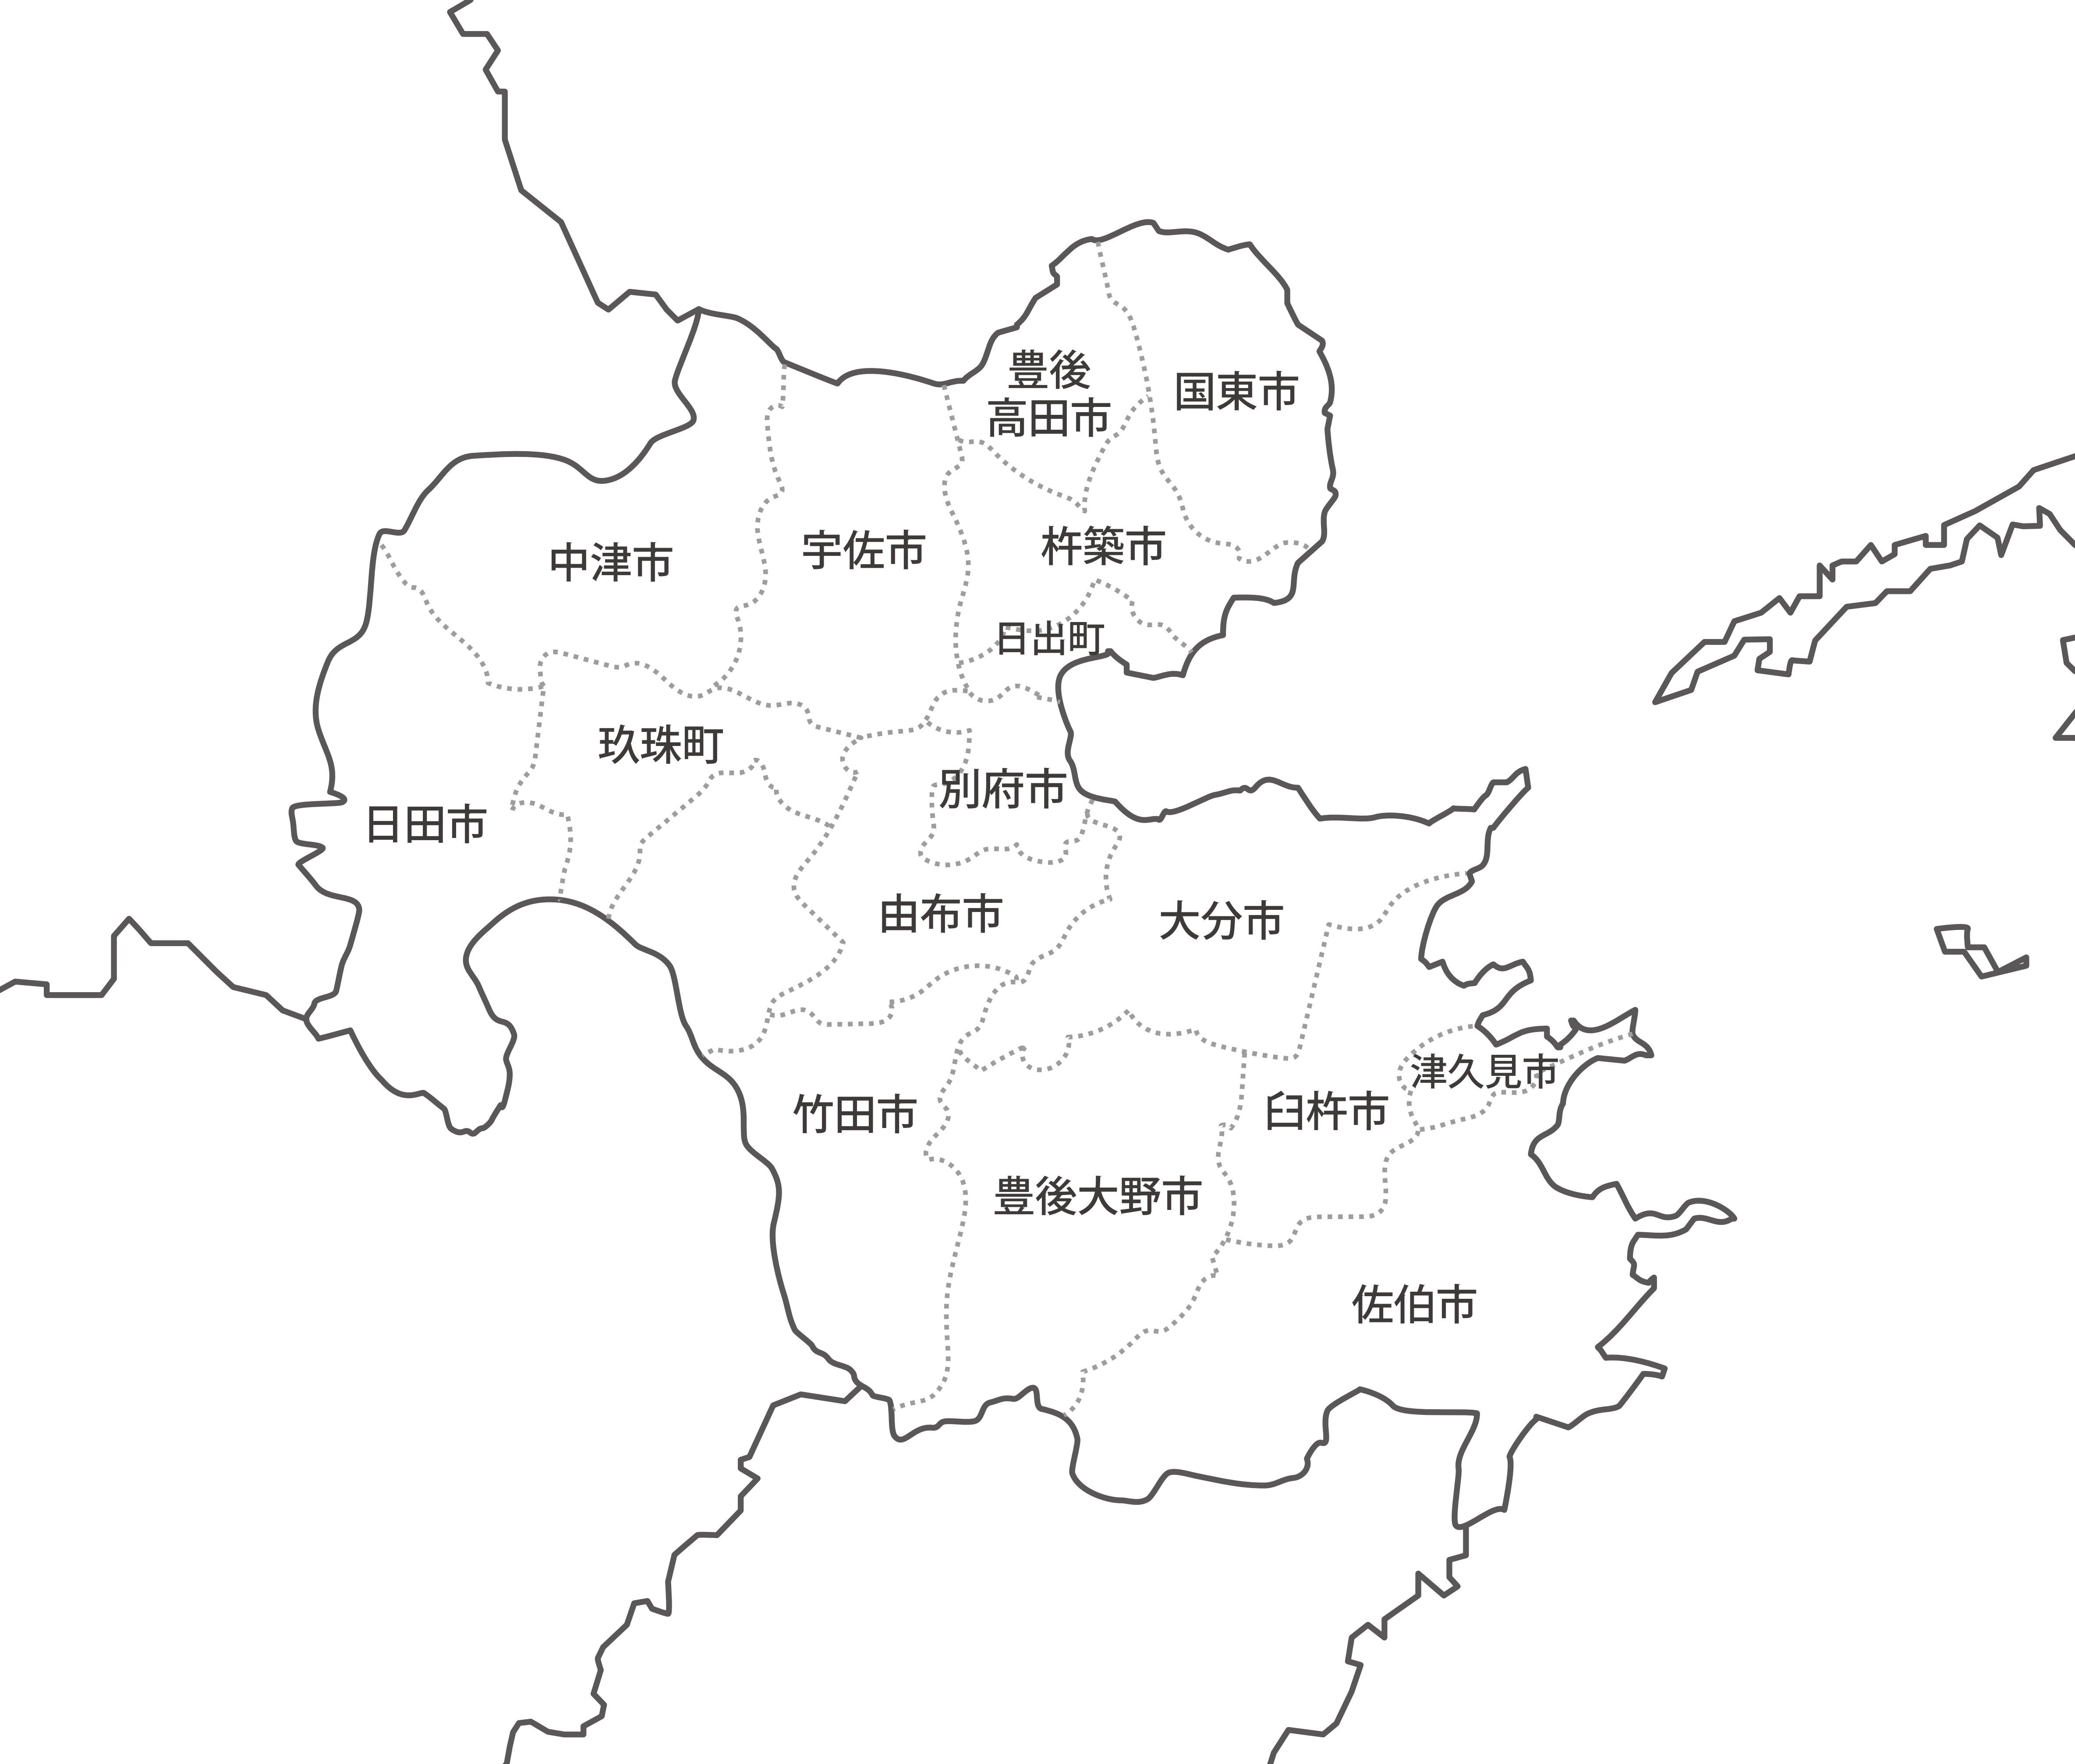 豊後
高田市
国東市
中津市
宇佐市
杵築市
日出町
玖珠町
別府市
日田市
由布市
大分市
津久見市
竹田市
臼杵市
豊後大野市
佐伯市